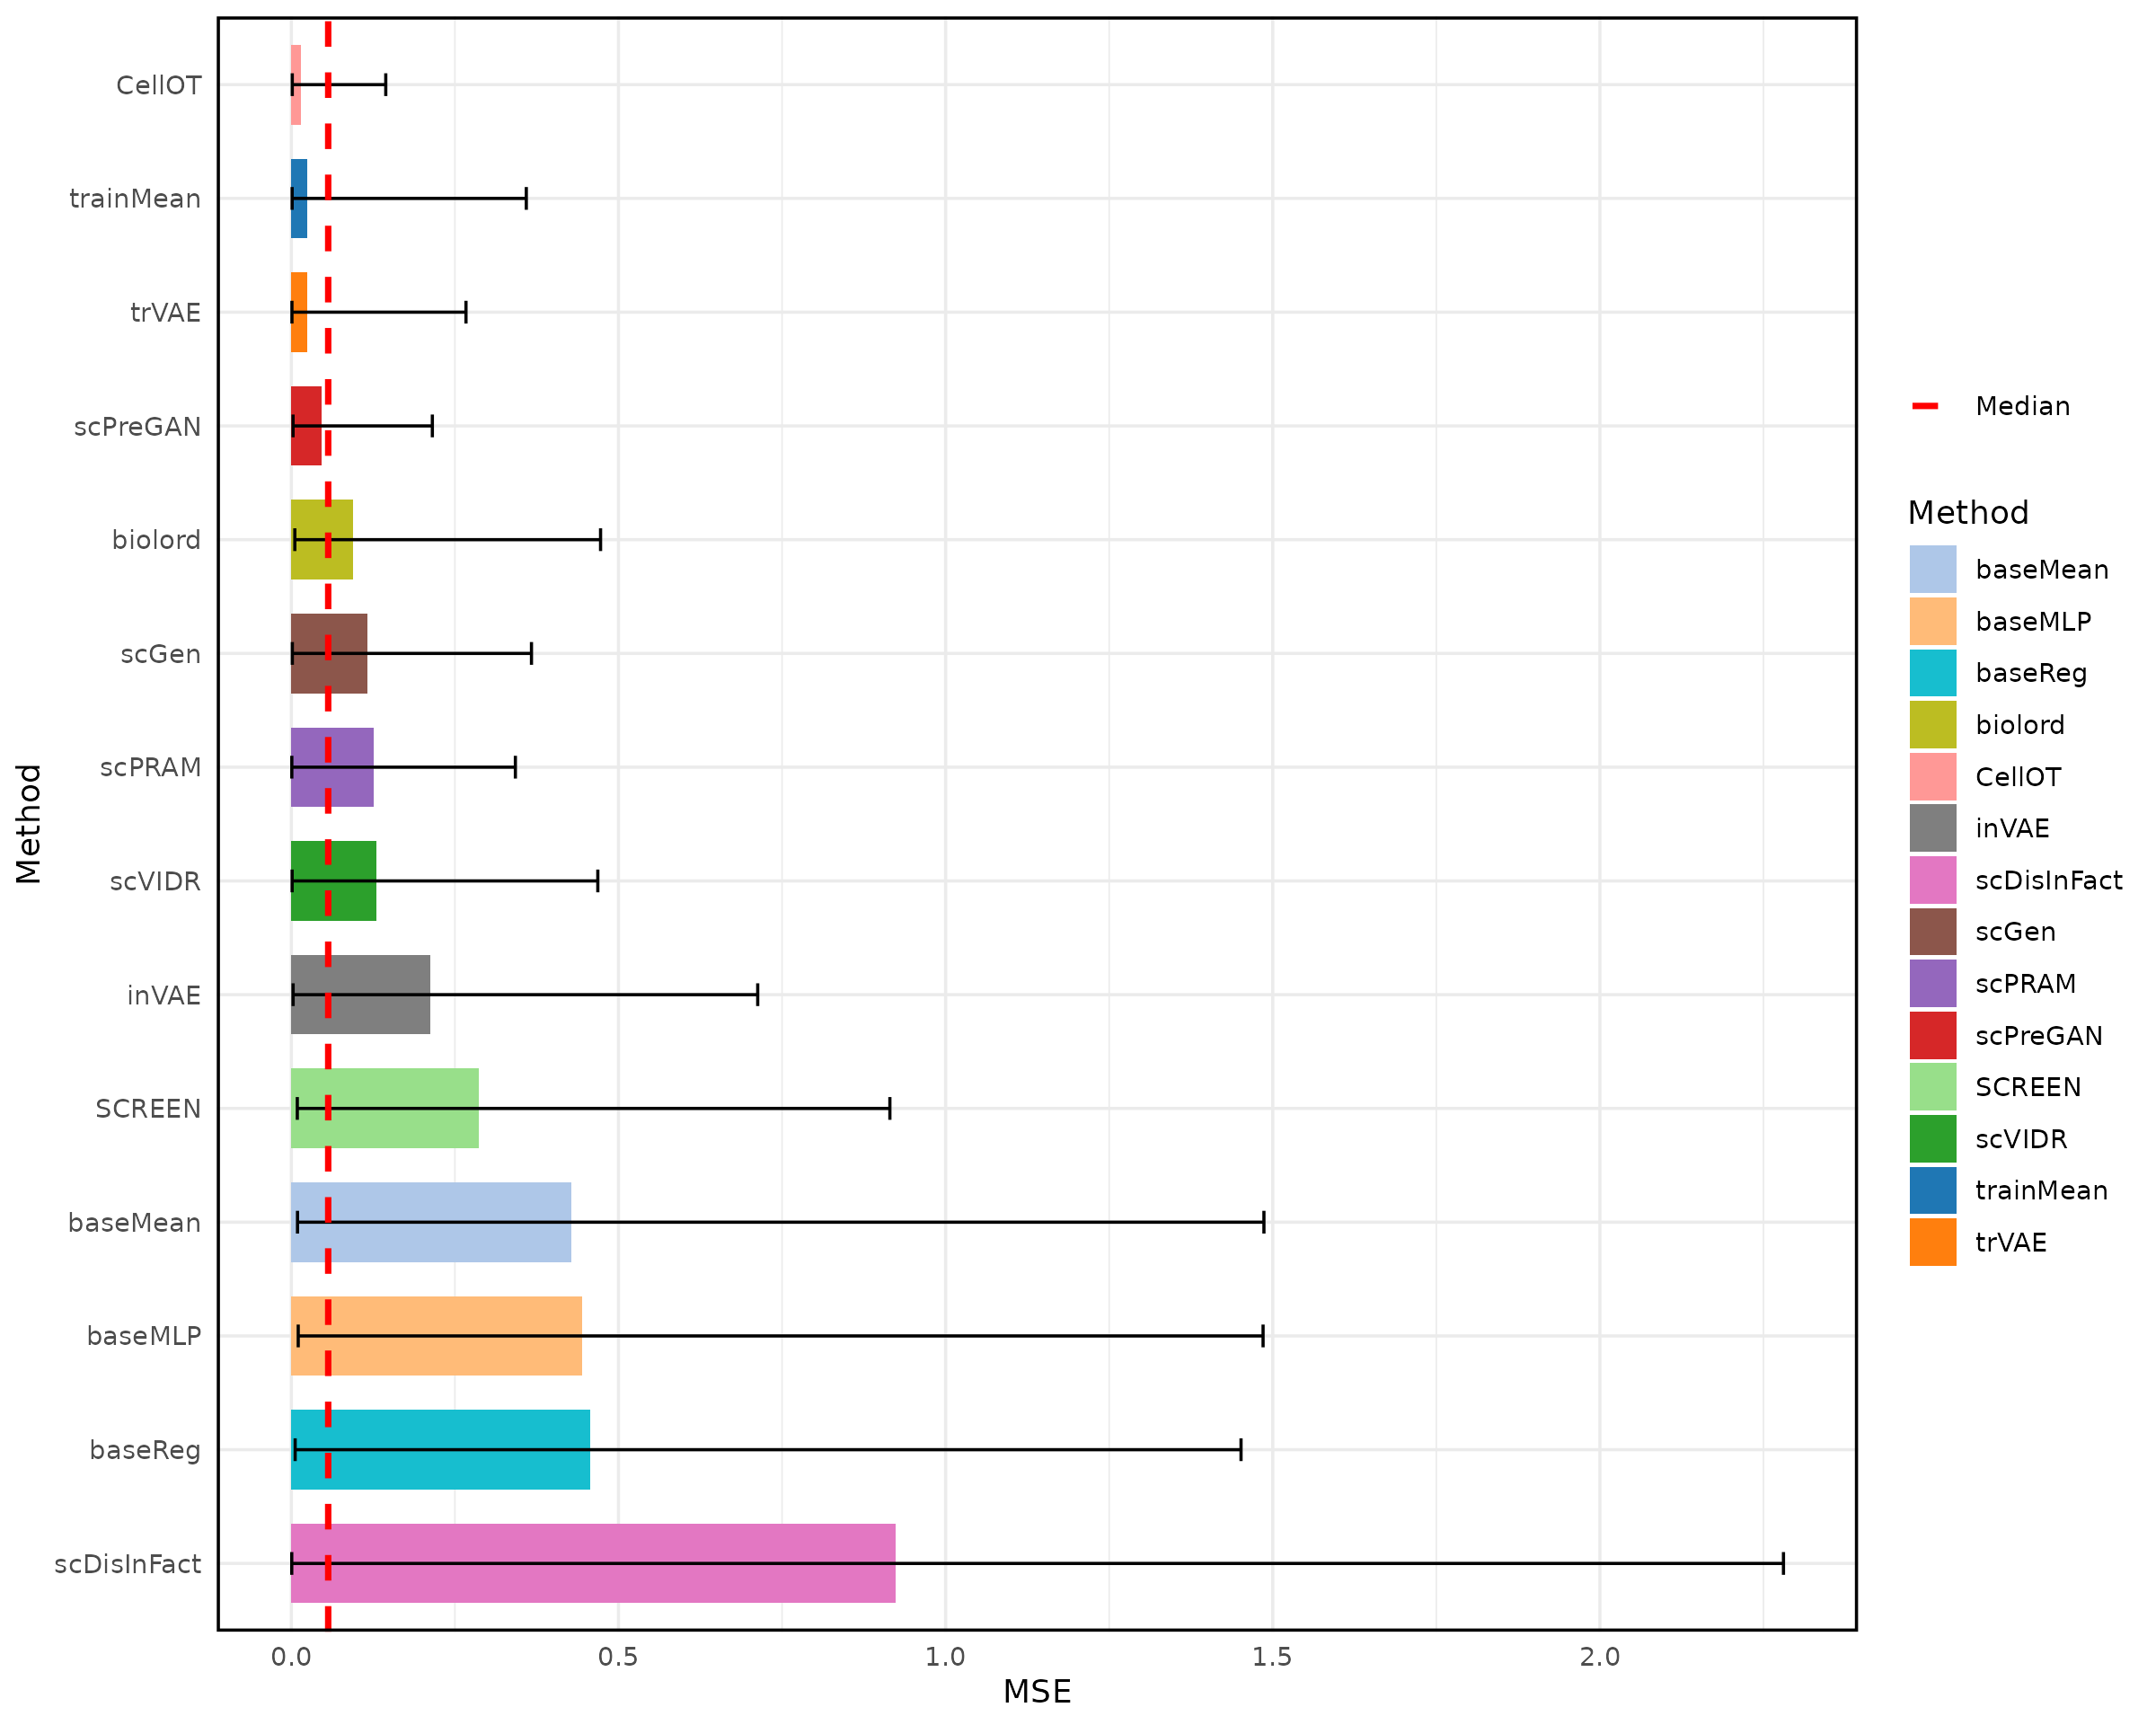 CellOT
trainMean
trVAE
scPreGAN
biolord
scGen
scPRAM
scVIDR
inVAE
SCREEN
baseMean
baseMLP
baseReg
scDisInFact
Method
0.0 0.5 1.0 1.5 2.0
MSE
Median
Method
baseMean
baseMLP
baseReg
biolord
CellOT
inVAE
scDisInFact
scGen
scPRAM
scPreGAN
SCREEN
scVIDR
trainMean
trVAE